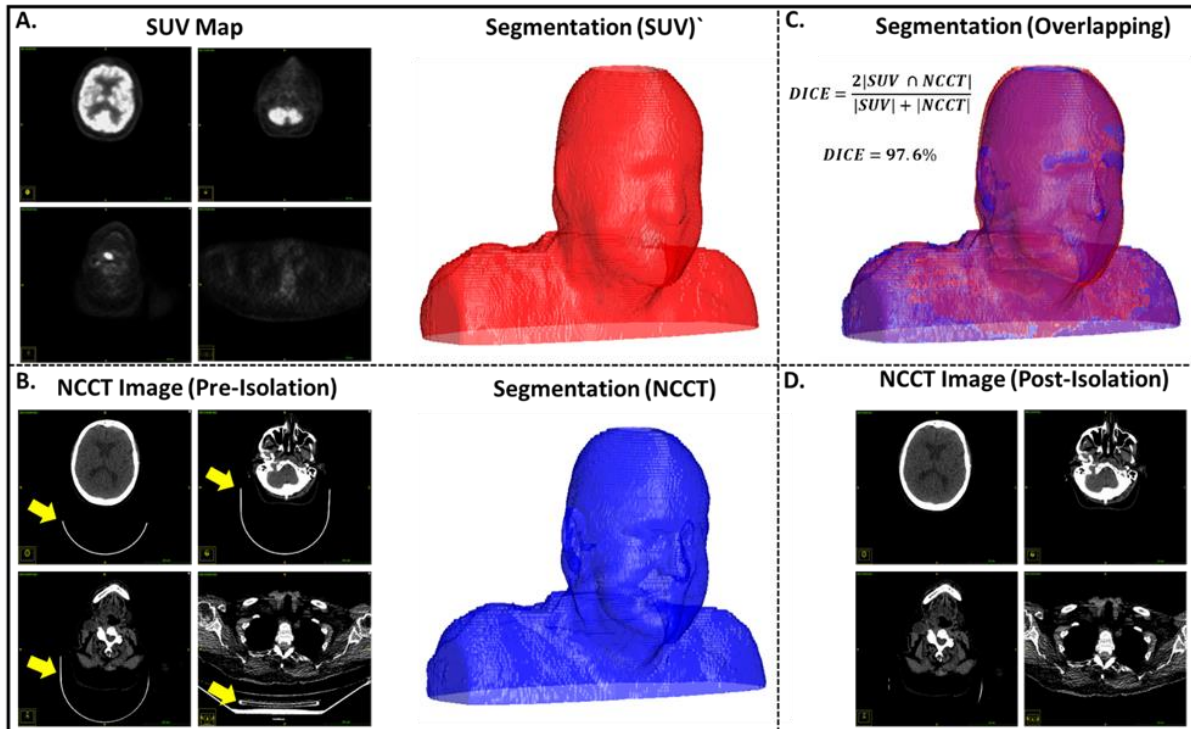 A.
SUV Map
Segmentation (SUV)`
C.
Segmentation (Overlapping)
DICE = 2|SUV ∩ NCCT| / |SUV| + |NCCT|
DICE = 97.6%
B.
NCCT Image (Pre-Isolation)
Segmentation (NCCT)
D.
NCCT Image (Post-Isolation)